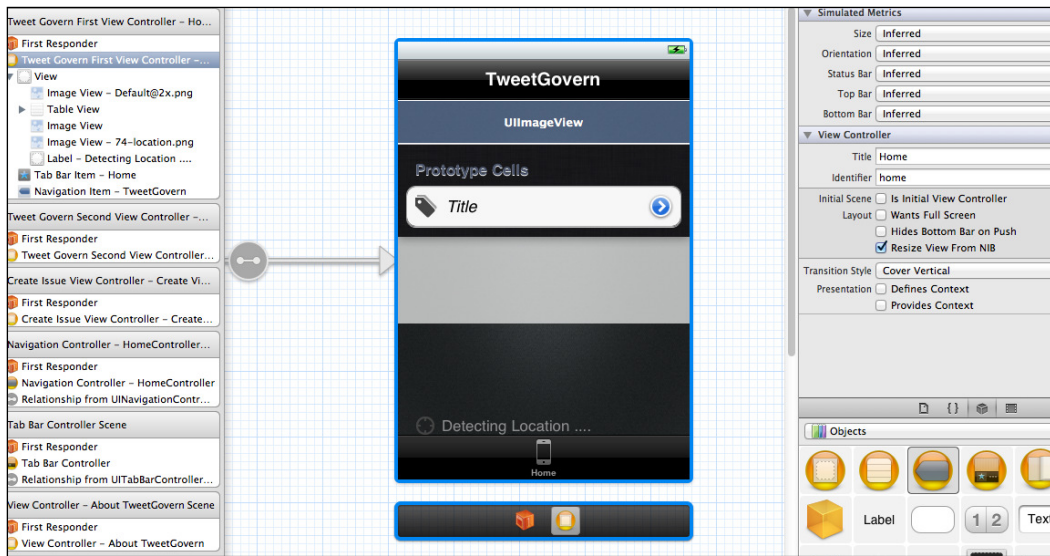 Tweet Govern First View Controller – Ho...
First Responder
Tweet Govern First View Controller –...
View
Image View – Default@2x.png
Table View
Image View
Image View – 74-location.png
Label – Detecting Location ....
Tab Bar Item – Home
Navigation Item – TweetGovern
Tweet Govern Second View Controller –...
First Responder
Tweet Govern Second View Controller...
Create Issue View Controller – Create Vi...
First Responder
Create Issue View Controller – Create...
Navigation Controller – HomeController...
First Responder
Navigation Controller – HomeController
Relationship from UINavigationContr...
Tab Bar Controller Scene
First Responder
Tab Bar Controller
Relationship from UITabBarController...
View Controller – About TweetGovern Scene
First Responder
View Controller – About TweetGovern
TweetGovern
UIImageView
Prototype Cells
Title
Detecting Location ....
Home
Simulated Metrics
Size Inferred
Orientation Inferred
Status Bar Inferred
Top Bar Inferred
Bottom Bar Inferred
View Controller
Title Home
Identifier home
Initial Scene Is Initial View Controller
Layout Wants Full Screen
Hides Bottom Bar on Push
Resize View From NIB
Transition Style Cover Vertical
Presentation Defines Context
Provides Context
{}
Objects
Label 1 2 Text